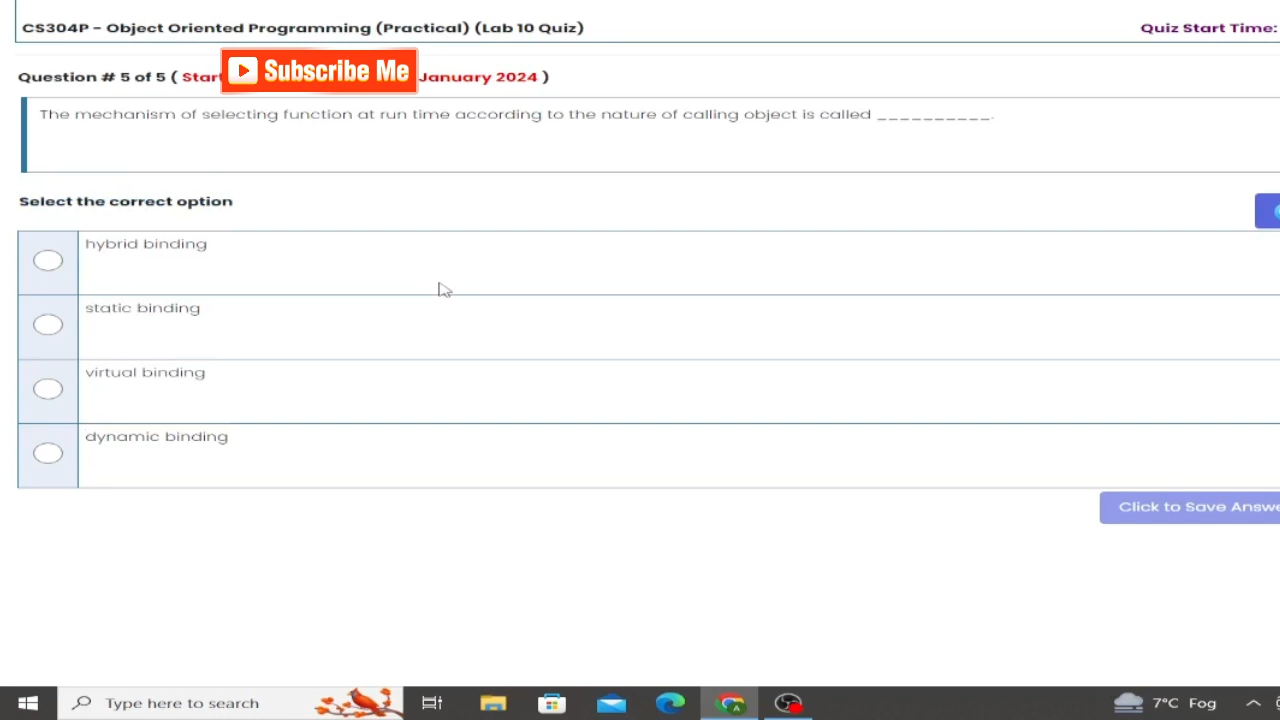 CS304P - Object Oriented Programming (Practical) (Lab 10 Quiz) Quiz Start Time:
Question # 5 of 5 ( Start Subscribe Me January 2024 )
The mechanism of selecting function at run time according to the nature of calling object is called __________.
Select the correct option
hybrid binding
static binding
virtual binding
dynamic binding
Click to Save Answe
Type here to search 7°C Fog